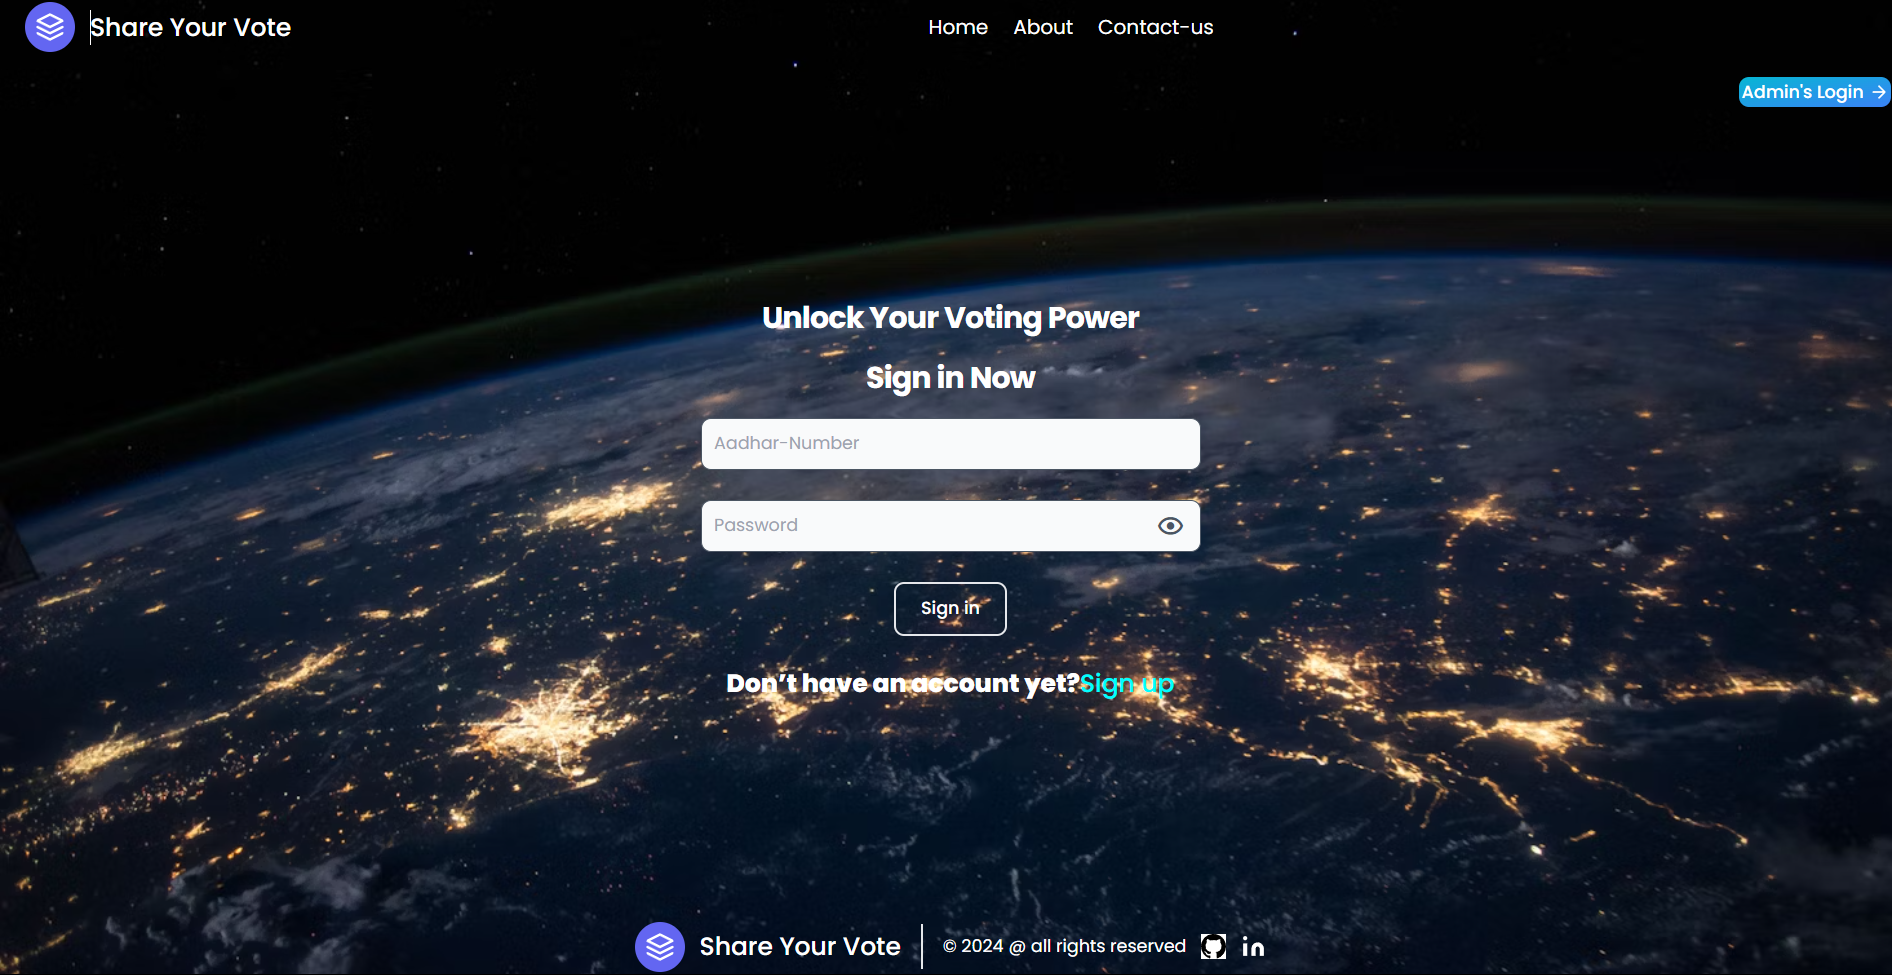 Share Your Vote
Home About Contact-us
Admin's Login
Unlock Your Voting Power
Sign in Now
Aadhar-Number
Password
Sign in
Don’t have an account yet?Sign up
Share Your Vote
© 2024 @ all rights reserved
in